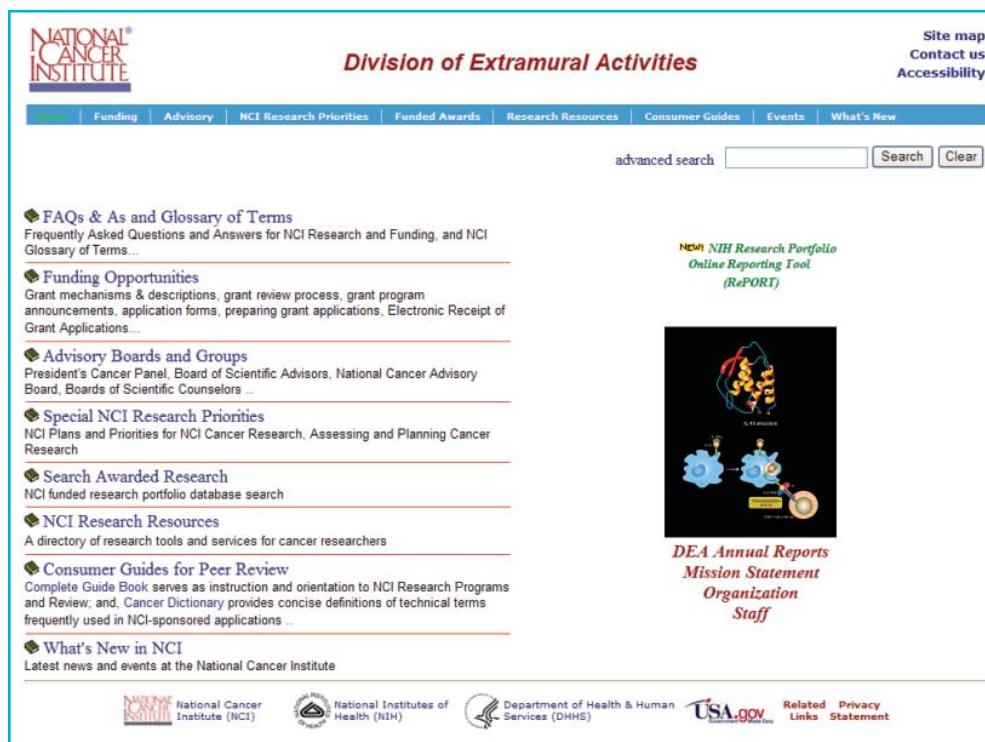 NATIONAL®
CANCER
INSTITUTE
Division of Extramural Activities
Site map
Contact us
Accessibility
Home | Funding | Advisory | NCI Research Priorities | Funded Awards | Research Resources | Consumer Guides | Events | What's New
advanced search Search Clear
FAQs & As and Glossary of Terms
Frequently Asked Questions and Answers for NCI Research and Funding, and NCI
Glossary of Terms...
Funding Opportunities
Grant mechanisms & descriptions, grant review process, grant program
announcements, application forms, preparing grant applications, Electronic Receipt of
Grant Applications...
Advisory Boards and Groups
President's Cancer Panel, Board of Scientific Advisors, National Cancer Advisory
Board, Boards of Scientific Counselors ..
Special NCI Research Priorities
NCI Plans and Priorities for NCI Cancer Research, Assessing and Planning Cancer
Research
Search Awarded Research
NCI funded research portfolio database search
NCI Research Resources
A directory of research tools and services for cancer researchers
Consumer Guides for Peer Review
Complete Guide Book serves as instruction and orientation to NCI Research Programs
and Review; and, Cancer Dictionary provides concise definitions of technical terms
frequently used in NCI-sponsored applications ..
What's New in NCI
Latest news and events at the National Cancer Institute
NEW! NIH Research Portfolio
Online Reporting Tool
(RePORT)
IL-15 structure
DEA Annual Reports
Mission Statement
Organization
Staff
NATIONAL
CANCER
INSTITUTE
National Cancer
Institute (NCI)
National Institutes of
Health (NIH)
Department of Health & Human
Services (DHHS)
USA.gov
Government Made Easy
Related
Links
Privacy
Statement